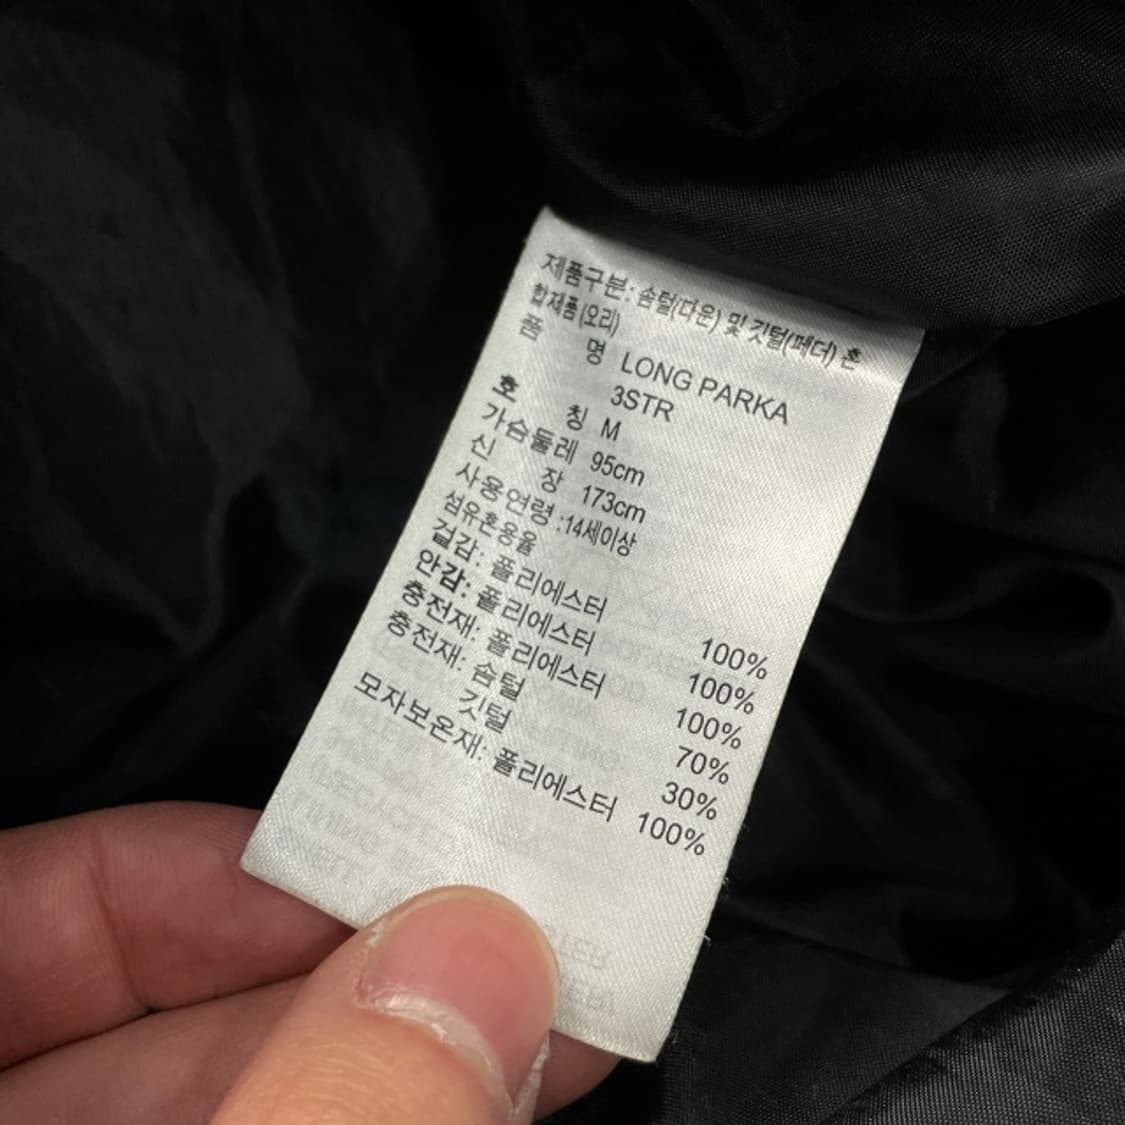 제품구분: 솜털(다운) 및 깃털(페더) 혼
합제품 (오리)
품 명 LONG PARKA
3STR
호 칭 M
가슴둘레 95cm
신 장 173cm
사용연령 :14세이상
섬유혼용율
겉감: 폴리에스터 100%
안감: 폴리에스터 100%
충전재: 폴리에스터 100%
충전재: 솜털 70%
깃털 30%
모자보온재: 폴리에스터 100%